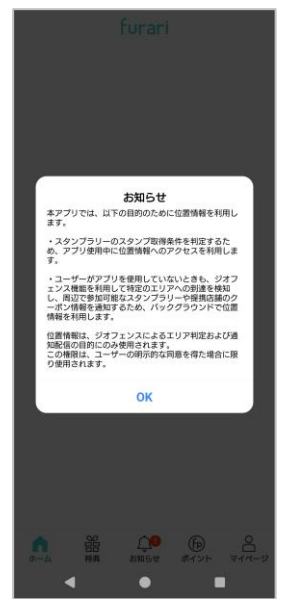 furari
お知らせ
本アプリでは、以下の目的のために位置情報を利用し
ます。
・スタンプラリーのスタンプ取得条件を判定するた
め、アプリ使用中に位置情報へのアクセスを利用しま
す。
・ユーザーがアプリを使用していないときも、ジオフ
ェンス機能を利用して特定のエリアへの到達を検知
し、周辺で参加可能なスタンプラリーや提携店舗のク
ーポン情報を通知するため、バックグラウンドで位置
情報を利用します。
位置情報は、ジオフェンスによるエリア判定および通
知配信の目的にのみ使用されます。
この権限は、ユーザーの明示的な同意を得た場合に限
り使用されます。
OK
ホーム 特典 お知らせ ポイント マイページ